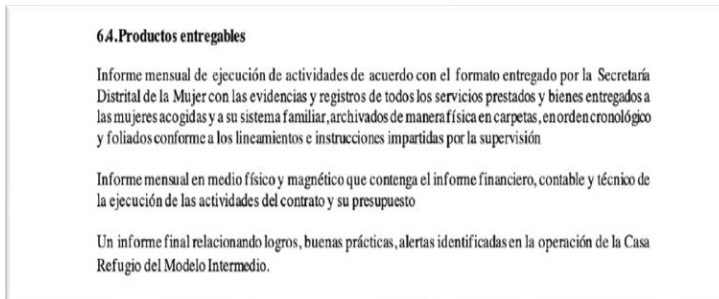 6.4.Productos entregables
Informe mensual de ejecución de actividades de acuerdo con el formato entregado por la Secretaría
Distrital de la Mujer con las evidencias y registros de todos los servicios prestados y bienes entregados a
las mujeres acogidas y a su sistema familiar, archivados de manera física en carpetas, en orden cronológico
y foliados conforme a los lineamientos e instrucciones impartidas por la supervisión
Informe mensual en medio físico y magnético que contenga el informe financiero, contable y técnico de
la ejecución de las actividades del contrato y su presupuesto
Un informe final relacionando logros, buenas prácticas, alertas identificadas en la operación de la Casa
Refugio del Modelo Intermedio.